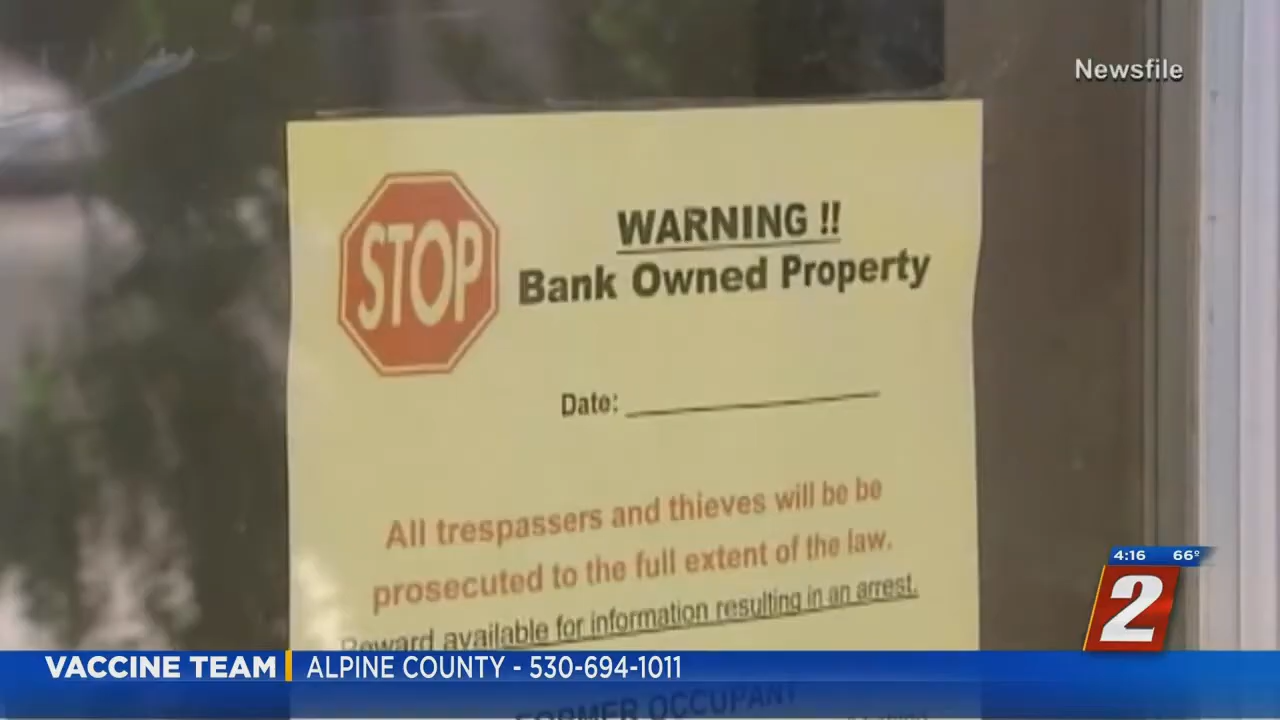 Newsfile
STOP
WARNING !!
Bank Owned Property
Date:
All trespassers and thieves will be be
prosecuted to the full extent of the law.
Reward available for information resulting in an arrest.
4:16 66°
2
VACCINE TEAM ALPINE COUNTY - 530-694-1011
FORMER OCCUPANT